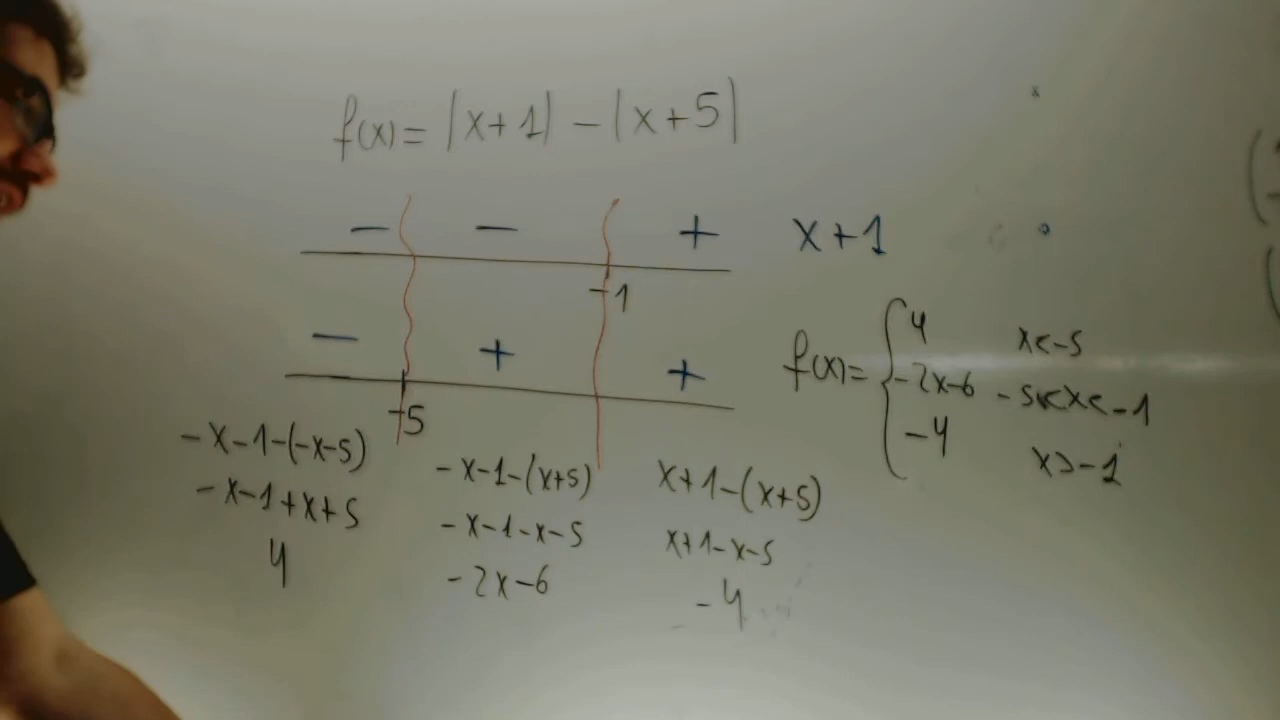 f(x) = |x+1| - |x+5|
- - + x+1
-1
- + +
-5
f(x) = { 4 x<-5
-2x-6 -5<x<-1
-4 x>-1
-x-1-(-x-5)
-x-1+x+5
4
-x-1-(x+5)
-x-1-x-5
-2x-6
x+1-(x+5)
x+1-x-5
-4